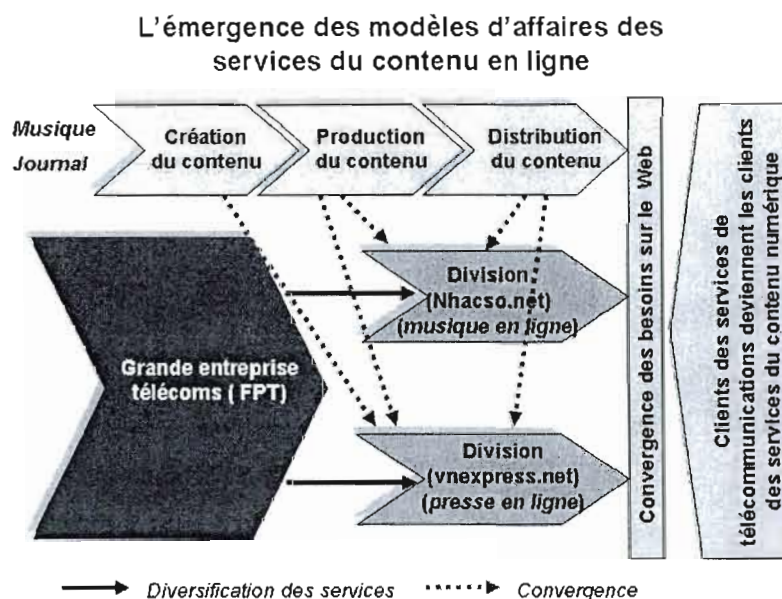 L'émergence des modèles d'affaires des
services du contenu en ligne
Musique
Journal
Création
du contenu
Production
du contenu
Distribution
du contenu
Grande entreprise
télécoms ( FPT)
Division
(Nhacso.net)
(musique en ligne)
Division
(vnexpress.net)
(presse en ligne)
Convergence des besoins sur le Web
Clients des services de
télécommunications deviennent les clients
des services du contenu numérique
Diversification des services
Convergence